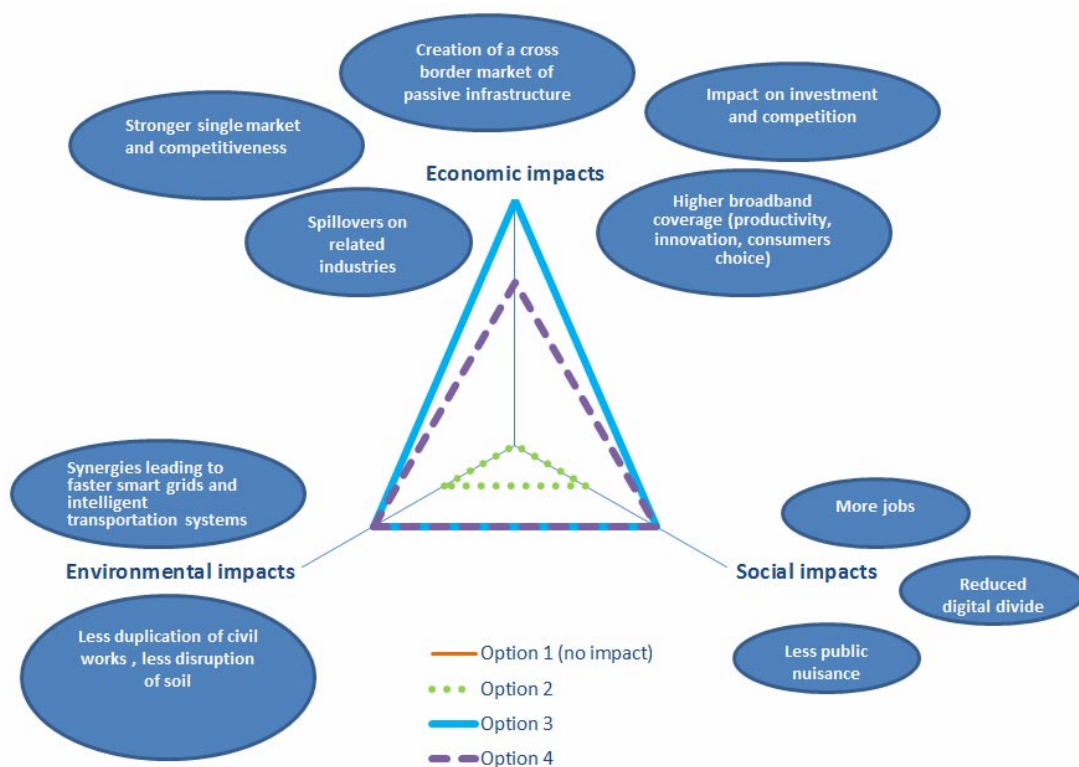 Creation of a cross
border market of
passive infrastructure
Impact on investment
and competition
Stronger single market
and competitiveness
Economic impacts
Higher broadband
coverage (productivity,
innovation, consumers
choice)
Spillovers on
related
industries
Synergies leading to
faster smart grids and
intelligent
transportation systems
More jobs
Environmental impacts
Social impacts
Reduced
digital divide
Less duplication of civil
works , less disruption
of soil
Less public
nuisance
Option 1 (no impact)
Option 2
Option 3
Option 4